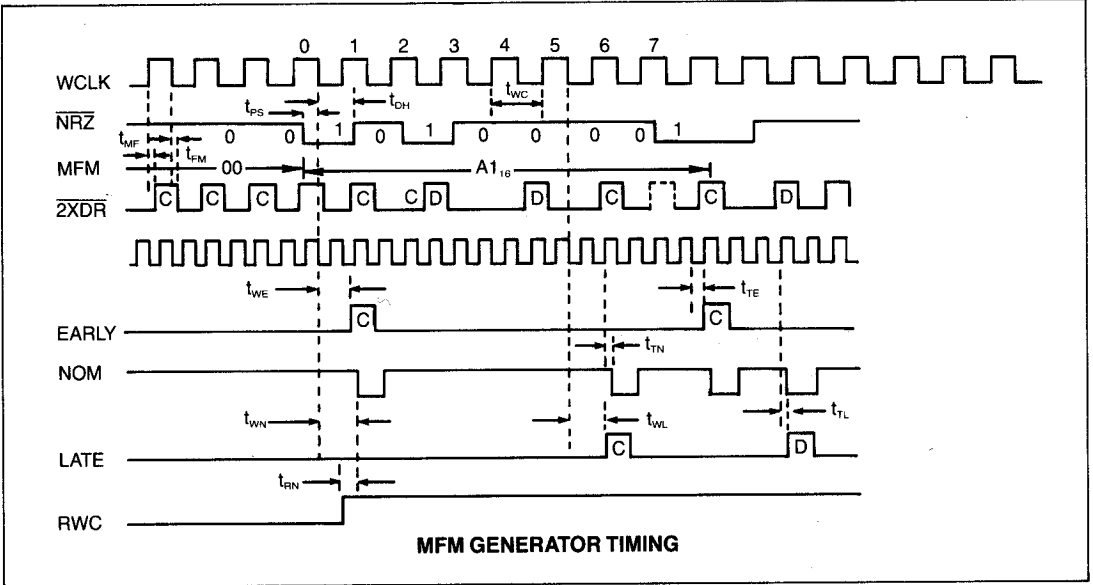 0 1 2 3 4 5 6 7
WCLK
tPS tDH tWC
NRZ
0 0 1 0 1 0 0 0 0 1
tMF tFM
MFM 00 A1₁₆
C C C C C D D C C D
2XDR
tWE tTE
C C
EARLY
tTN
NOM
tWN tWL tTL
C D
LATE
tRN
RWC
MFM GENERATOR TIMING